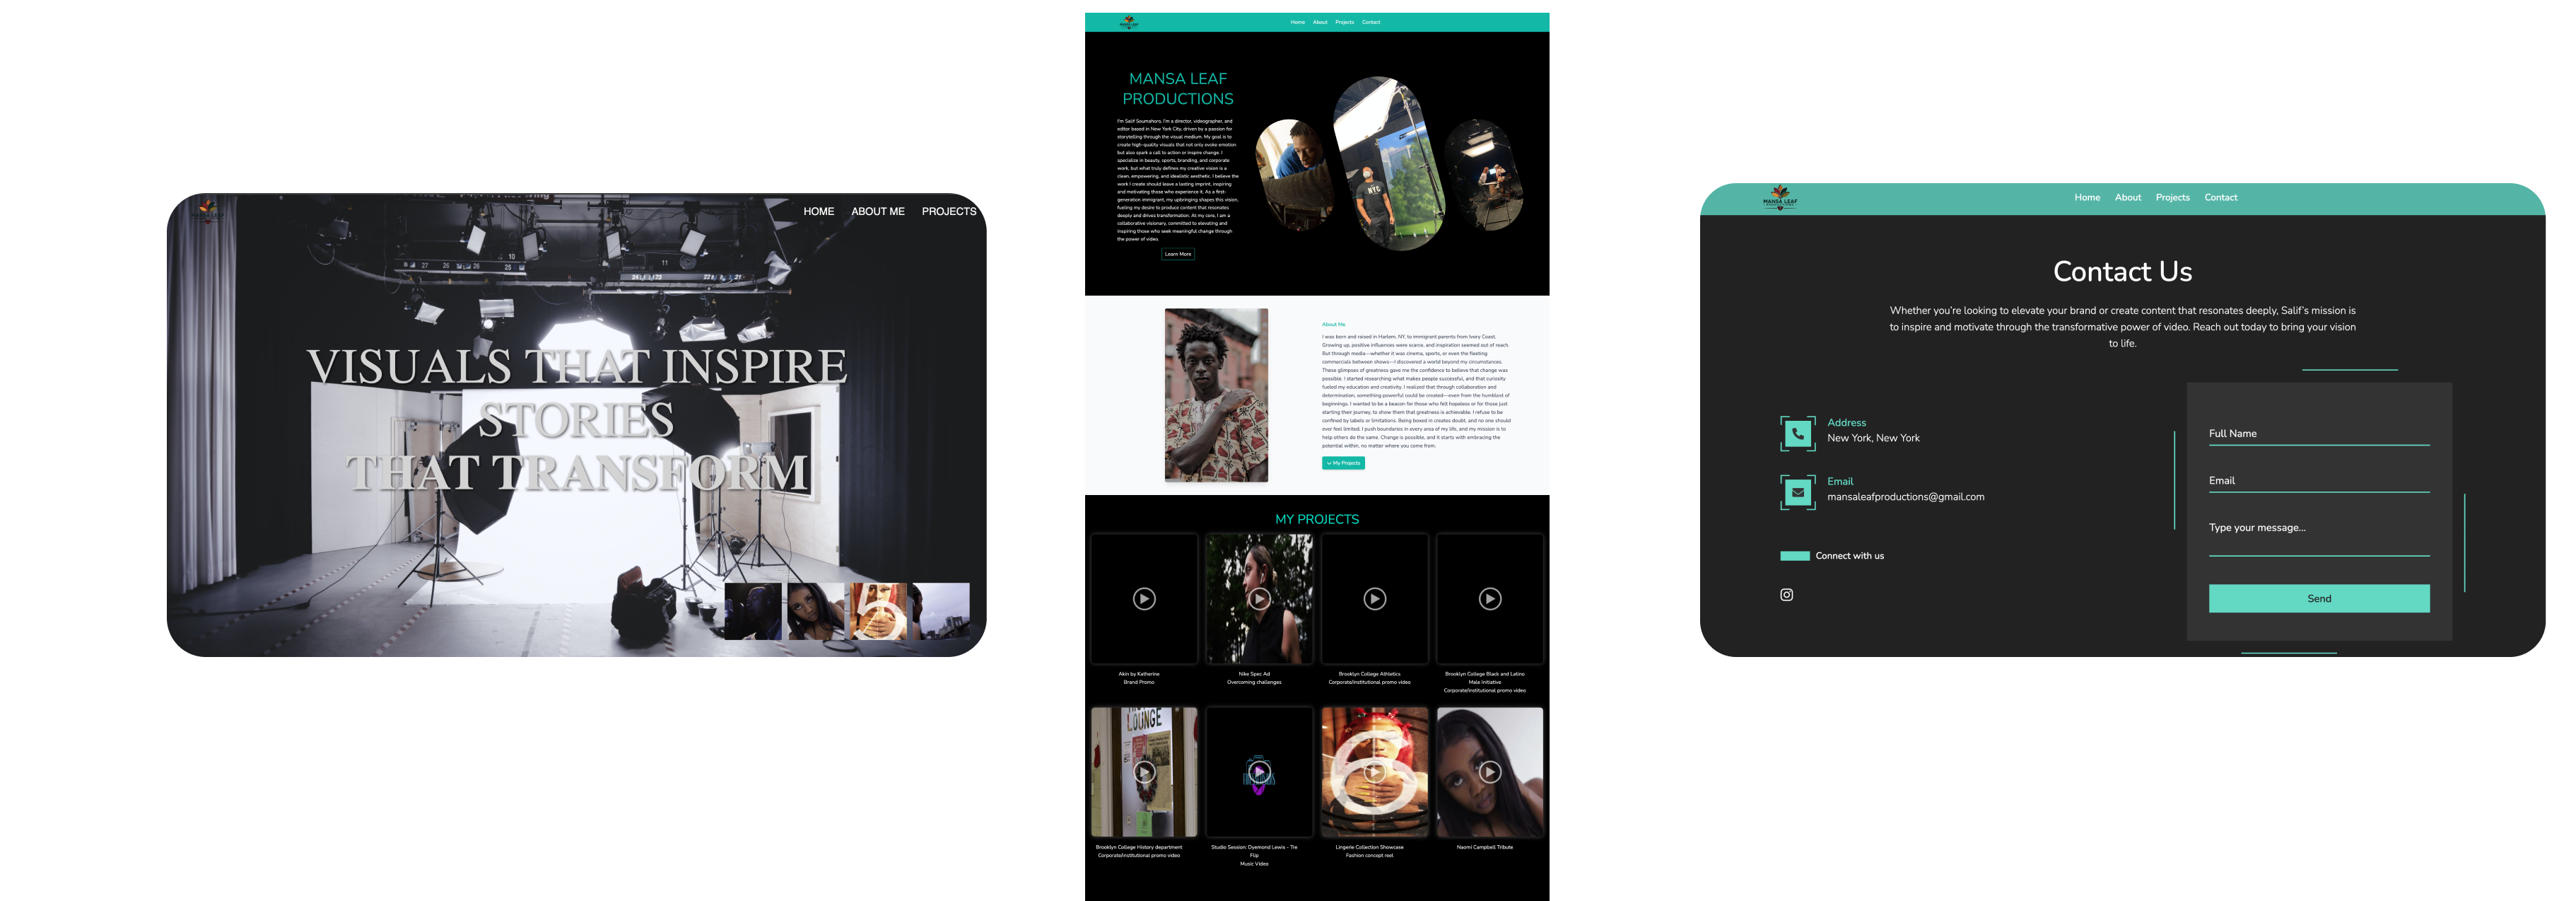 MANSA LEAF
HOME ABOUT ME PROJECTS
10
27 26
25
24 23
22 21
VISUALS THAT INSPIRE
STORIES
THAT TRANSFORM
5
MANSA LEAF
Home About Projects Contact
MANSA LEAF
PRODUCTIONS
I'm Salif Soumahoro, I'm a director, videographer, and
editor based in New York City, driven by a passion for
storytelling through the visual medium. My goal is to
create high-quality visuals that not only evoke emotion
but also spark a call to action or inspire change. I
specialize in beauty, sports, branding, and corporate
work, but what truly defines my creative vision is a
clean, empowering, and idealistic aesthetic. I believe the
work I create should leave a lasting imprint, inspiring
and motivating those who experience it. As a first-
generation immigrant, my upbringing shapes this vision,
fueling my desire to produce content that resonates
deeply and drives transformation. At my core, I am a
collaborative visionary, committed to elevating and
inspiring those who seek meaningful change through
the power of video.
Learn More
NYC
About Me
I was born and raised in Harlem, NY, to immigrant parents from Ivory Coast.
Growing up, positive influences were scarce, and inspiration seemed out of reach.
But through media—whether it was cinema, sports, or even the fleeting
commercials between shows—I discovered a world beyond my circumstances.
These glimpses of greatness gave me the confidence to believe that change was
possible. I started researching what makes people successful, and that curiosity
fueled my education and creativity. I realized that through collaboration and
determination, something powerful could be created—even from the humblest of
beginnings. I wanted to be a beacon for those who felt hopeless or for those just
starting their journey, to show them that greatness is achievable. I refuse to be
confined by labels or limitations. Being boxed in creates doubt, and no one should
ever feel limited. I push boundaries in every area of my life, and my mission is to
help others do the same. Change is possible, and it starts with embracing the
potential within, no matter where you come from.
My Projects
MY PROJECTS
Akin by Katherine
Brand Promo
Nike Spec Ad
Overcoming challenges
Brooklyn College Athletics
Corporate/institutional promo video
Brooklyn College Black and Latino
Male Initiative
Corporate/institutional promo video
LOUNGE
6
Brooklyn College History department
Corporate/institutional promo video
Studio Session: Dyemond Lewis - Tre
Flip
Music Video
Lingerie Collection Showcase
Fashion concept reel
Naomi Campbell Tribute
MANSA LEAF
Home About Projects Contact
Contact Us
Whether you're looking to elevate your brand or create content that resonates deeply, Salif's mission is
to inspire and motivate through the transformative power of video. Reach out today to bring your vision
to life.
Address
New York, New York
Email
mansaleafproductions@gmail.com
Connect with us
Full Name
Email
Type your message...
Send